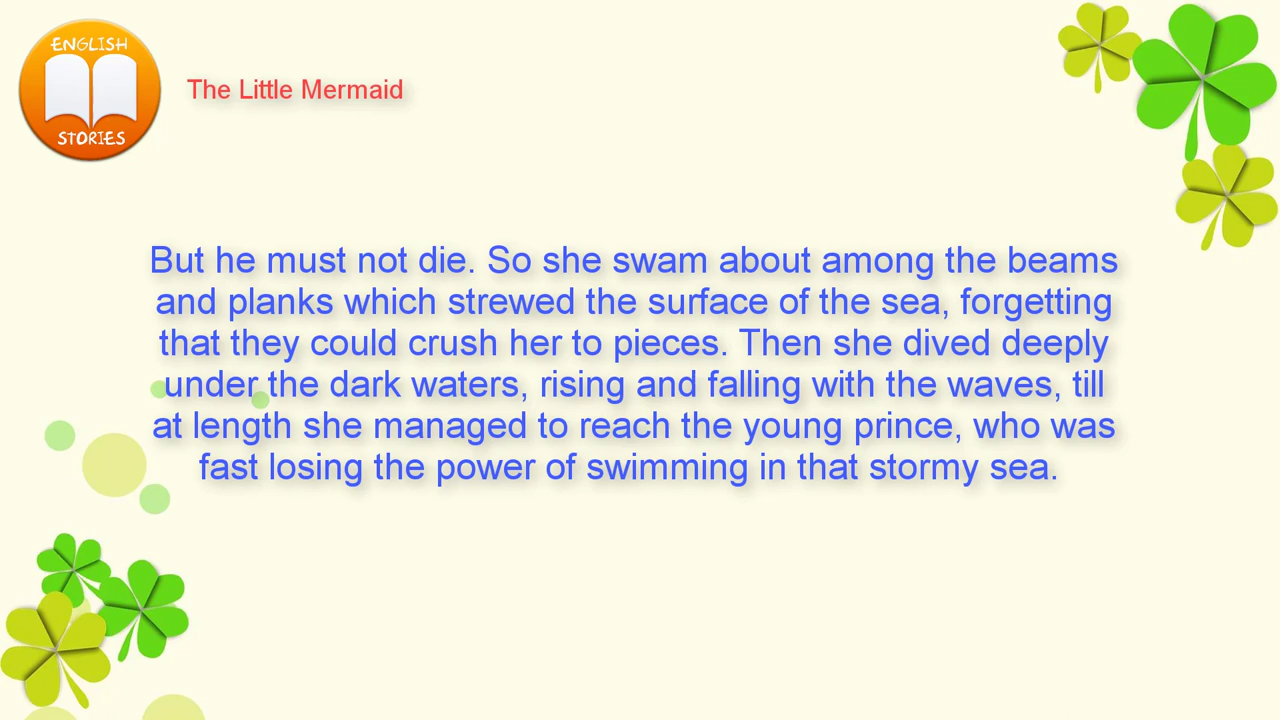 ENGLISH
STORIES
The Little Mermaid
But he must not die. So she swam about among the beams
and planks which strewed the surface of the sea, forgetting
that they could crush her to pieces. Then she dived deeply
under the dark waters, rising and falling with the waves, till
at length she managed to reach the young prince, who was
fast losing the power of swimming in that stormy sea.